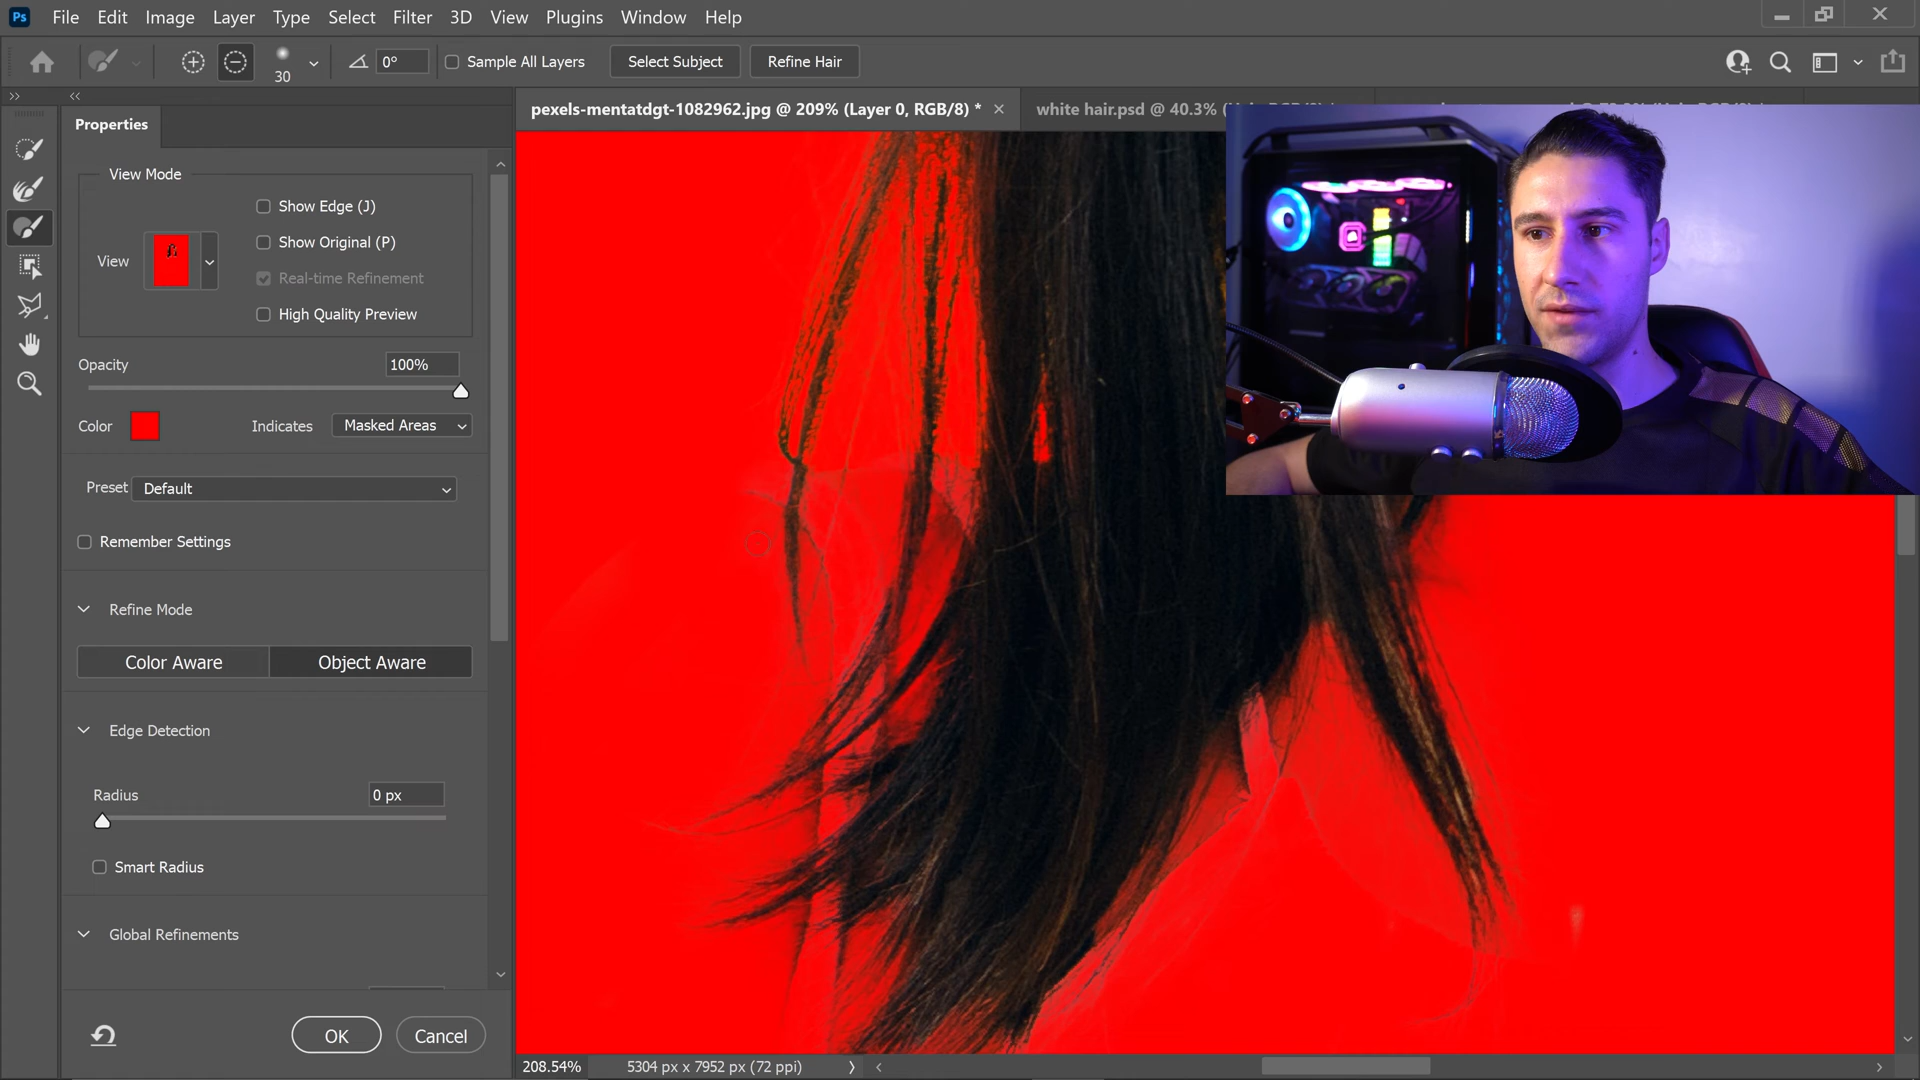 Ps File Edit Image Layer Type Select Filter 3D View Plugins Window Help
30 0° Sample All Layers Select Subject Refine Hair
pexels-mentatdgt-1082962.jpg @ 209% (Layer 0, RGB/8) * × white hair.psd @ 40.3%
Properties
View Mode
Show Edge (J)
Show Original (P)
View
Real-time Refinement
High Quality Preview
Opacity 100%
Color Indicates Masked Areas
Preset Default
Remember Settings
Refine Mode
Color Aware Object Aware
Edge Detection
Radius 0 px
Smart Radius
Global Refinements
OK Cancel
208.54% 5304 px x 7952 px (72 ppi)